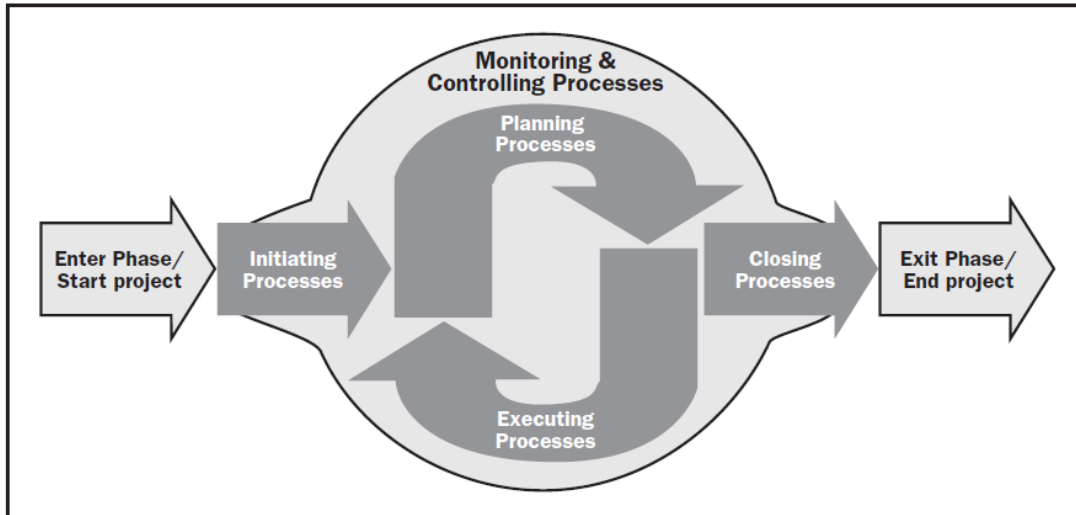 Monitoring &
Controlling Processes
Planning
Processes
Enter Phase/
Start project
Initiating
Processes
Closing
Processes
Exit Phase/
End project
Executing
Processes